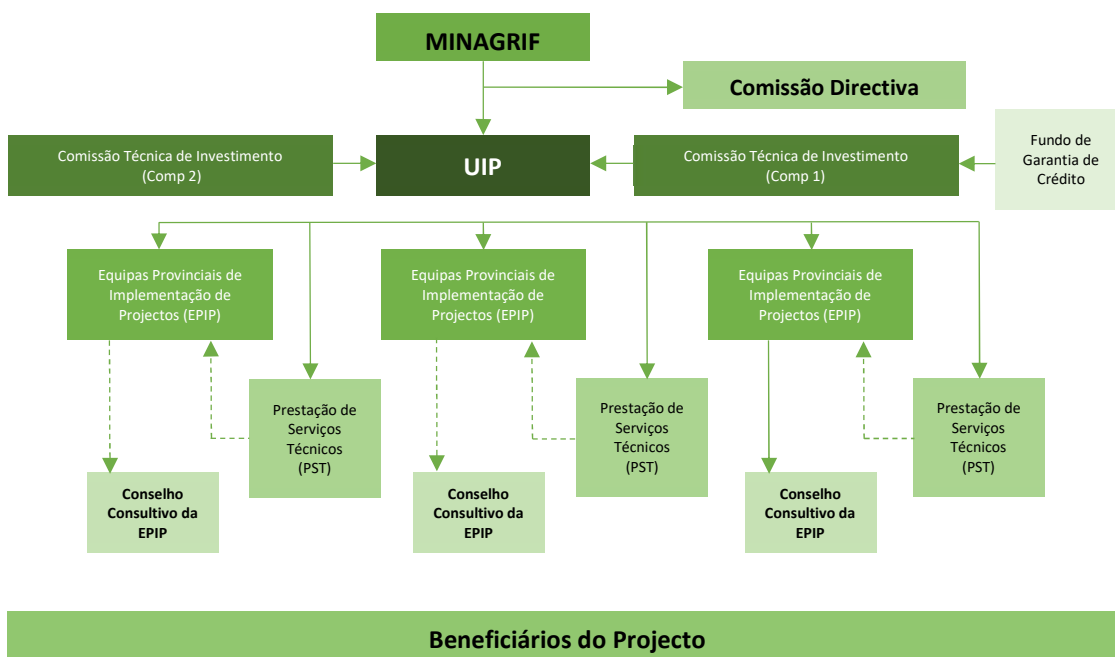 MINAGRIF
Comissão Directiva
Comissão Técnica de Investimento
(Comp 2)
UIP
Comissão Técnica de Investimento
(Comp 1)
Fundo de
Garantia de
Crédito
Equipas Provinciais de
Implementação de
Projectos (EPIP)
Equipas Provinciais de
Implementação de
Projectos (EPIP)
Equipas Provinciais de
Implementação de
Projectos (EPIP)
Prestação de
Serviços
Técnicos
(PST)
Prestação de
Serviços
Técnicos
(PST)
Prestação de
Serviços
Técnicos
(PST)
Conselho
Consultivo da
EPIP
Conselho
Consultivo da
EPIP
Conselho
Consultivo da
EPIP
Beneficiários do Projecto